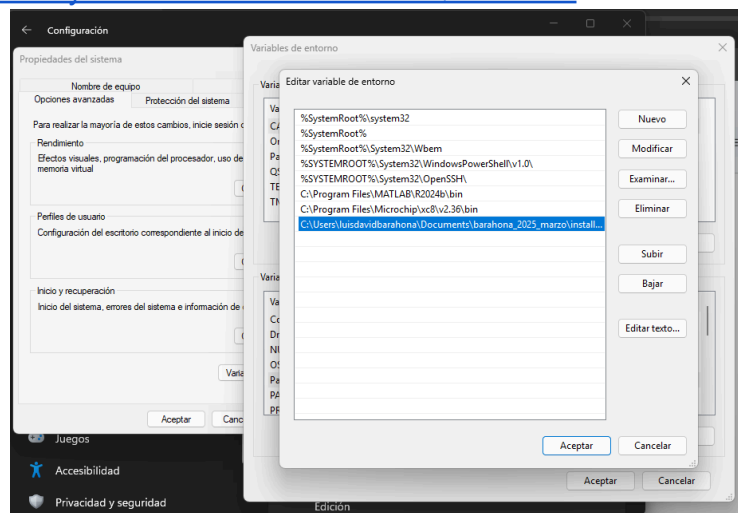 Configuración
Propiedades del sistema
Nombre de equipo
Opciones avanzadas
Protección del sistema
Para realizar la mayoría de estos cambios, inicie sesión
Rendimiento
Efectos visuales, programación del procesador, uso de
memoria virtual
Perfiles de usuario
Configuración del escritorio correspondiente al inicio de
Inicio y recuperación
Inicio del sistema, errores del sistema e información de
Aceptar
Juegos
Accesibilidad
Privacidad y seguridad
Variables de entorno
Editar variable de entorno
%SystemRoot%\system32
%SystemRoot%
%SystemRoot%\System32\Wbem
%SYSTEMROOT%\System32\WindowsPowerShell\v1.0\
%SYSTEMROOT%\System32\OpenSSH\
C:\Program Files\MATLAB\R2024b\bin
C:\Program Files\Microchip\xc8\v2.36\bin
C:\Users\luisdavidbarahona\Documents\barahona_2025_marzo\install...
Nuevo
Modificar
Examinar...
Eliminar
Subir
Bajar
Editar texto...
Aceptar
Cancelar
Aceptar
Cancelar
Edición